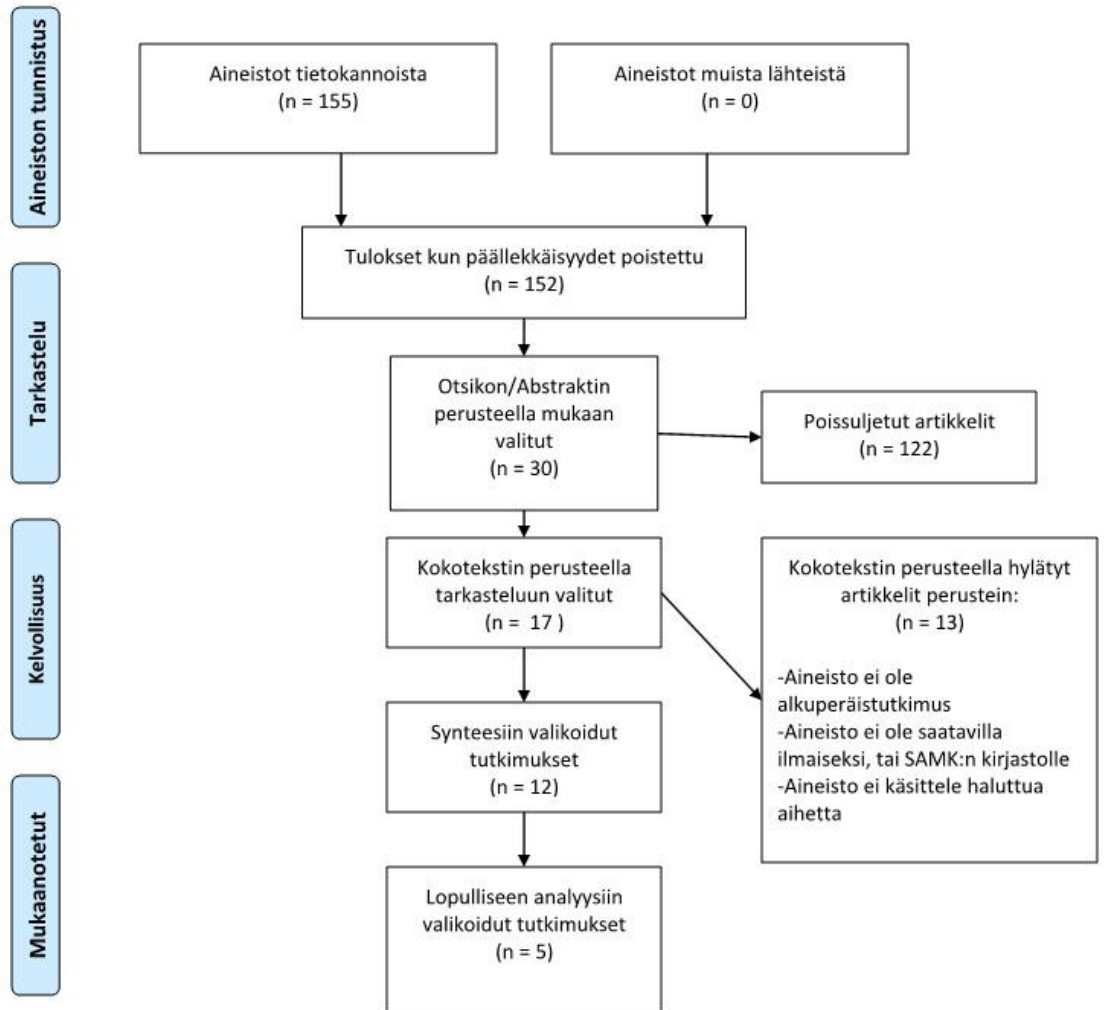 Aineiston tunnistus
Aineistot tietokannoista
(n = 155)
Aineistot muista lähteistä
(n = 0)
Tarkastelu
Tulokset kun päällekkäisyydet poistettu
(n = 152)
Otsikon/Abstraktin
perusteella mukaan
valitut
(n = 30)
Poissuljetut artikkelit
(n = 122)
Kelvollisuus
Kokotekstin perusteella
tarkasteluun valitut
(n =  17 )
Kokotekstin perusteella hylätyt
artikkelit perustein:
(n = 13)
-Aineisto ei ole
alkuperäistutkimus
-Aineisto ei ole saatavilla
ilmaiseksi, tai SAMK:n kirjastolle
-Aineisto ei käsittele haluttua
aihetta
Synteesiin valikoidut
tutkimukset
(n = 12)
Mukaanotetut
Lopulliseen analyysiin
valikoidut tutkimukset
(n = 5)